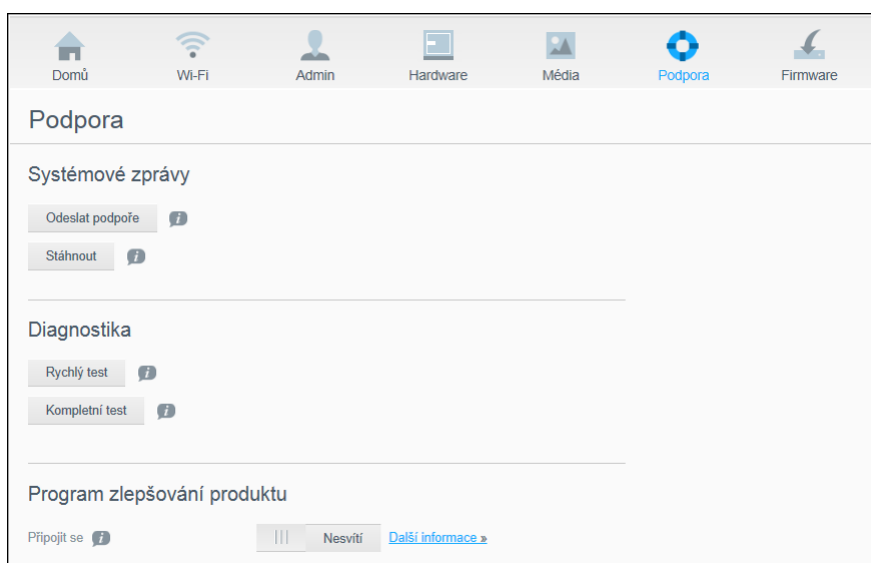 Domů Wi-Fi Admin Hardware Média Podpora Firmware
Podpora
Systémové zprávy
Odeslat podpoře
Stáhnout
Diagnostika
Rychlý test
Kompletní test
Program zlepšování produktu
Připojit se Nesvítí Další informace »